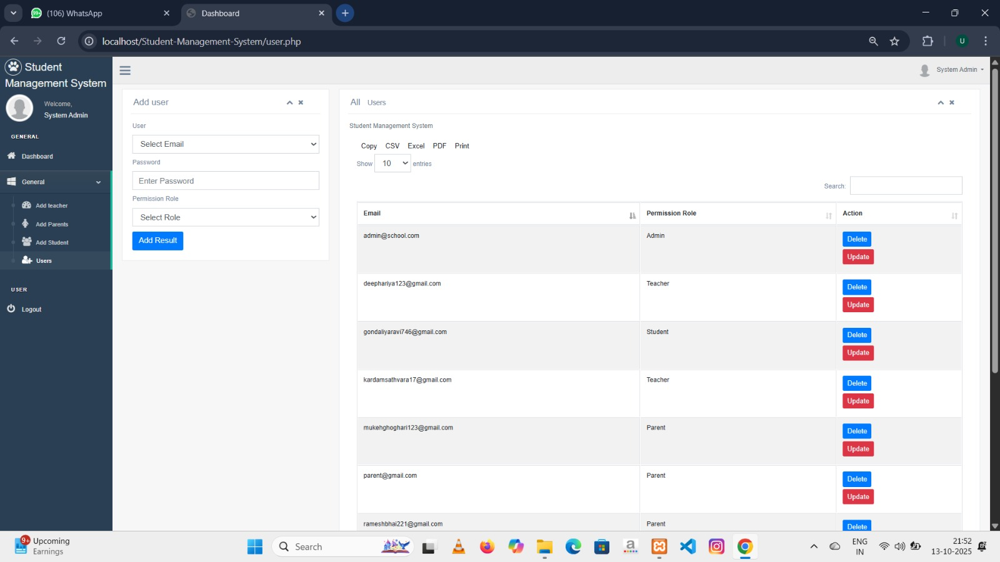 (106) WhatsApp
Dashboard
localhost/Student-Management-System/user.php
U
Student
Management System
Welcome,
System Admin
GENERAL
Dashboard
General
Add teacher
Add Parents
Add Student
Users
USER
Logout
System Admin
Add user
User
Select Email
Password
Enter Password
Permission Role
Select Role
Add Result
All Users
Student Management System
Copy CSV Excel PDF Print
Show 10 entries
Search:
Email Permission Role Action
admin@school.com Admin Delete
Update
deephariya123@gmail.com Teacher Delete
Update
gondaliyaravi746@gmail.com Student Delete
Update
kardamsathvara17@gmail.com Teacher Delete
Update
mukehghoghari123@gmail.com Parent Delete
Update
parent@gmail.com Parent Delete
Update
rameshbhai221@gmail.com Parent Delete
9+ Upcoming
Earnings
Search
a
ENG
IN
21:52
13-10-2025